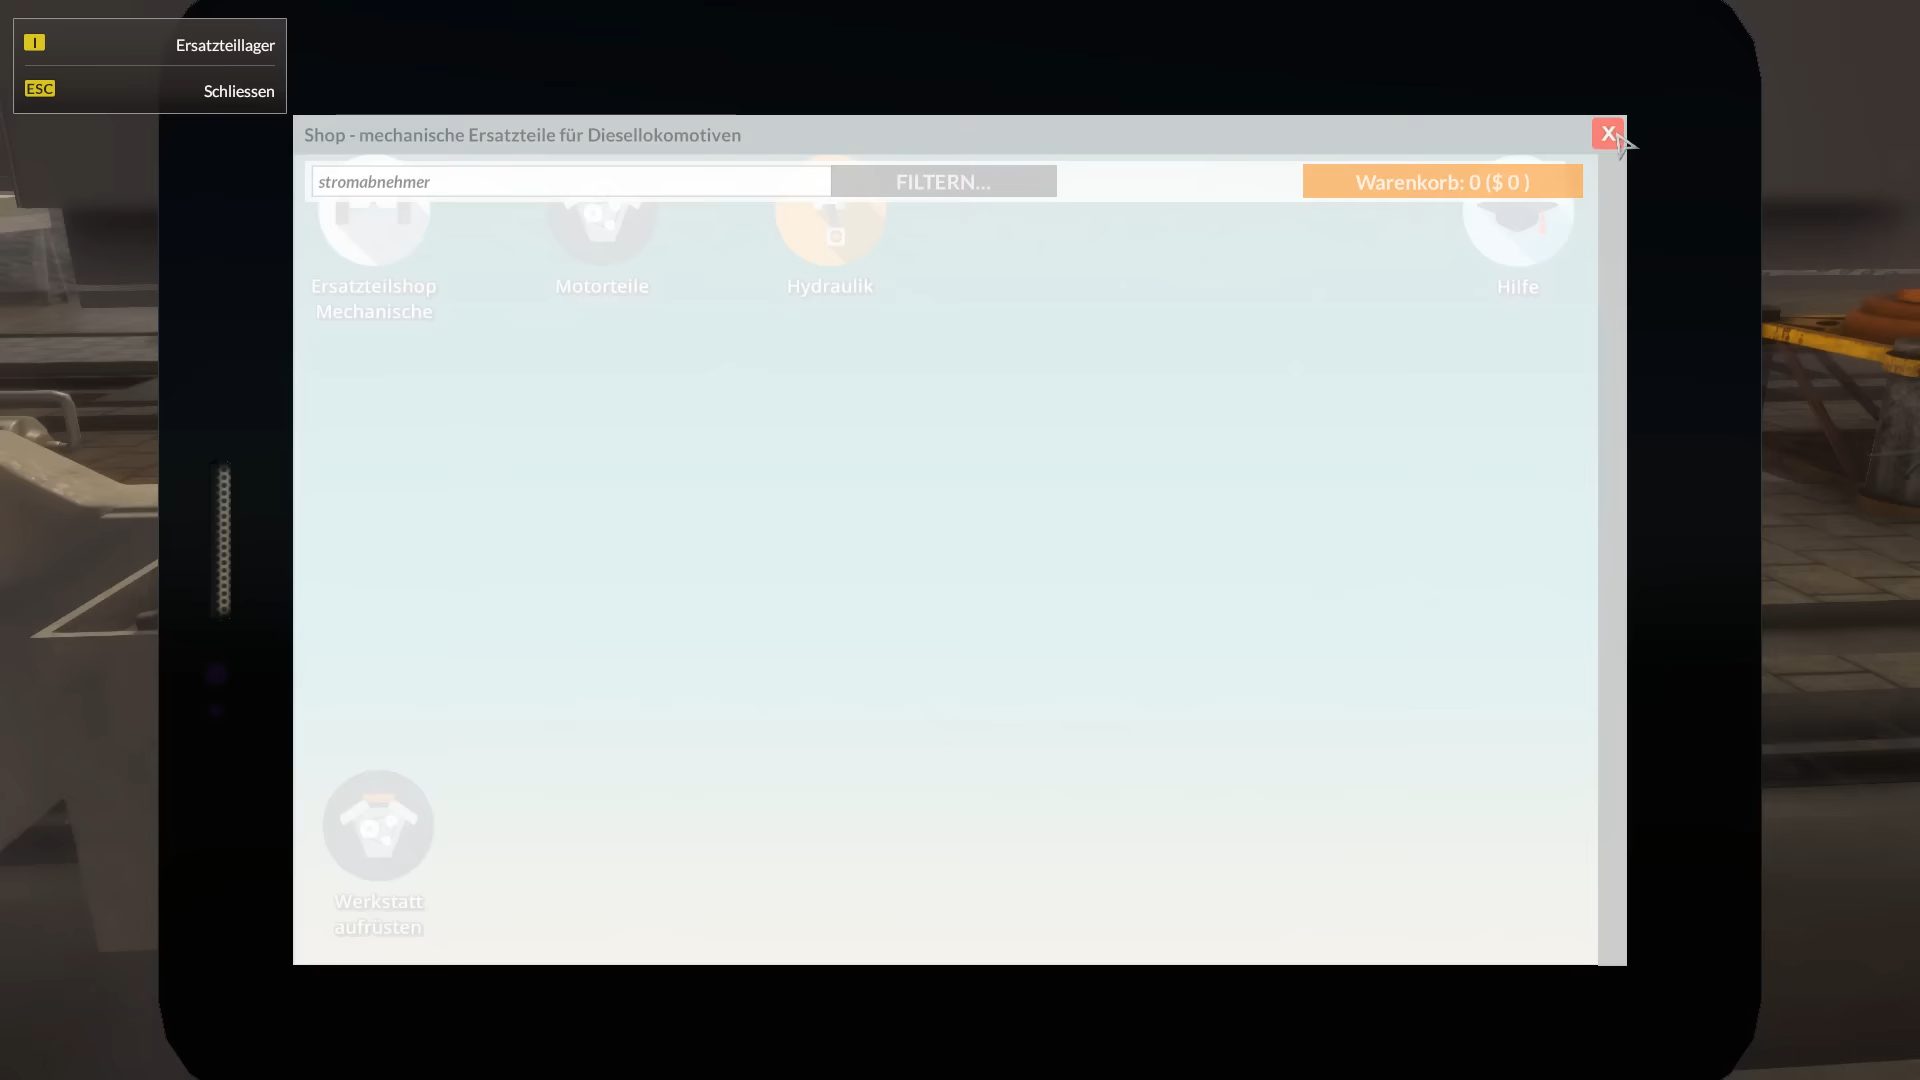 I
Ersatzteillager
ESC
Schliessen
Shop - mechanische Ersatzteile für Diesellokomotiven
X
stromabnehmer
FILTERN...
Warenkorb: 0 ($ 0 )
Ersatzteilshop
Mechanische
Motorteile
Hydraulik
Hilfe
Werkstatt
aufrüsten